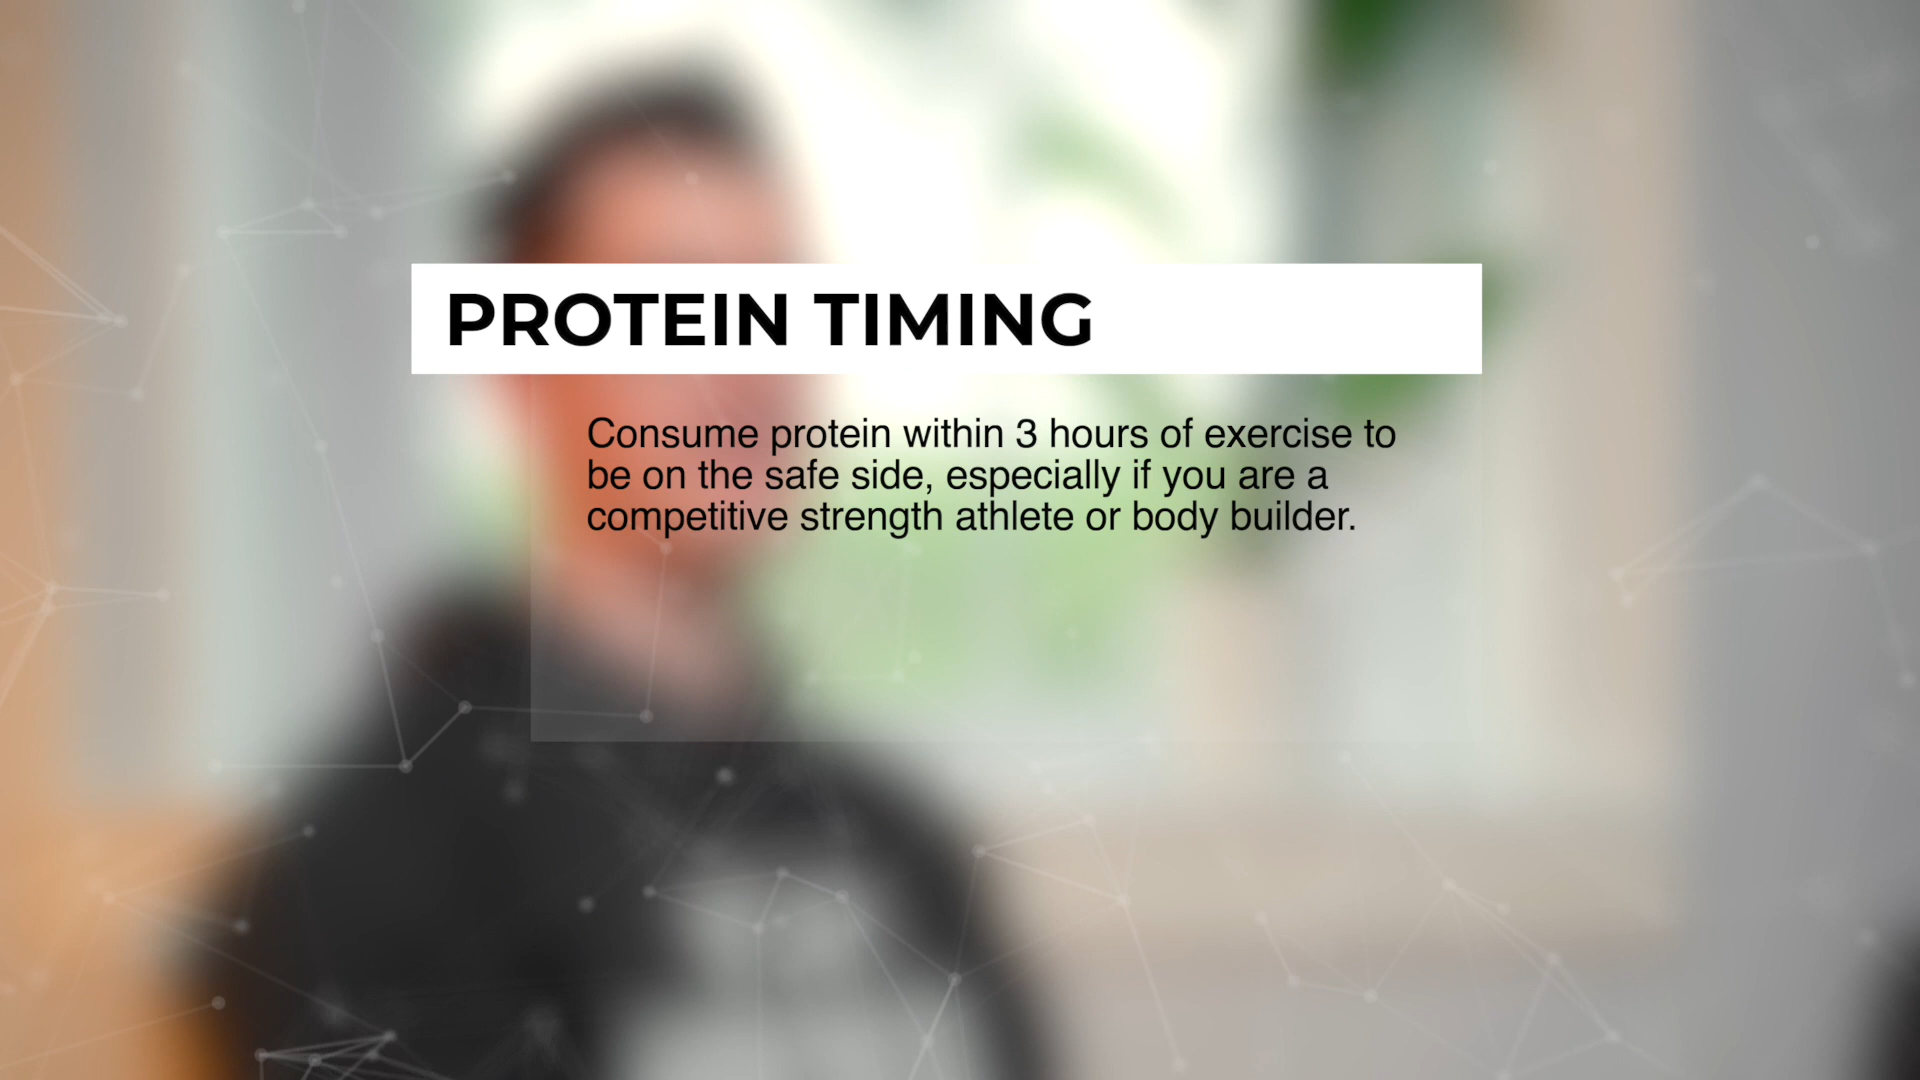 PROTEIN TIMING
Consume protein within 3 hours of exercise to
be on the safe side, especially if you are a
competitive strength athlete or body builder.